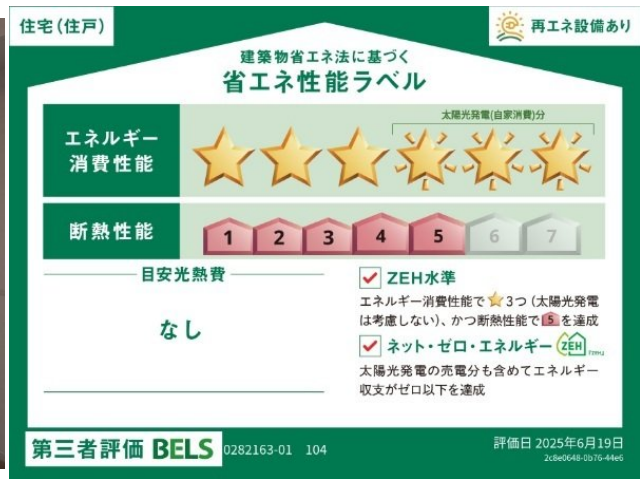 住宅(住戸)
再エネ設備あり
建築物省エネ法に基づく
省エネ性能ラベル
太陽光発電(自家消費)分
エネルギー
消費性能
断熱性能
1 2 3 4 5 6 7
目安光熱費
なし
ZEH水準
エネルギー消費性能で⭐3つ(太陽光発電
は考慮しない)、かつ断熱性能で5を達成
ネット・ゼロ・エネルギー ZEH
太陽光発電の売電分も含めてエネルギー
収支がゼロ以下を達成
第三者評価 BELS 0282163-01 104
評価日 2025年6月19日
2c8e0648-0b76-44e6